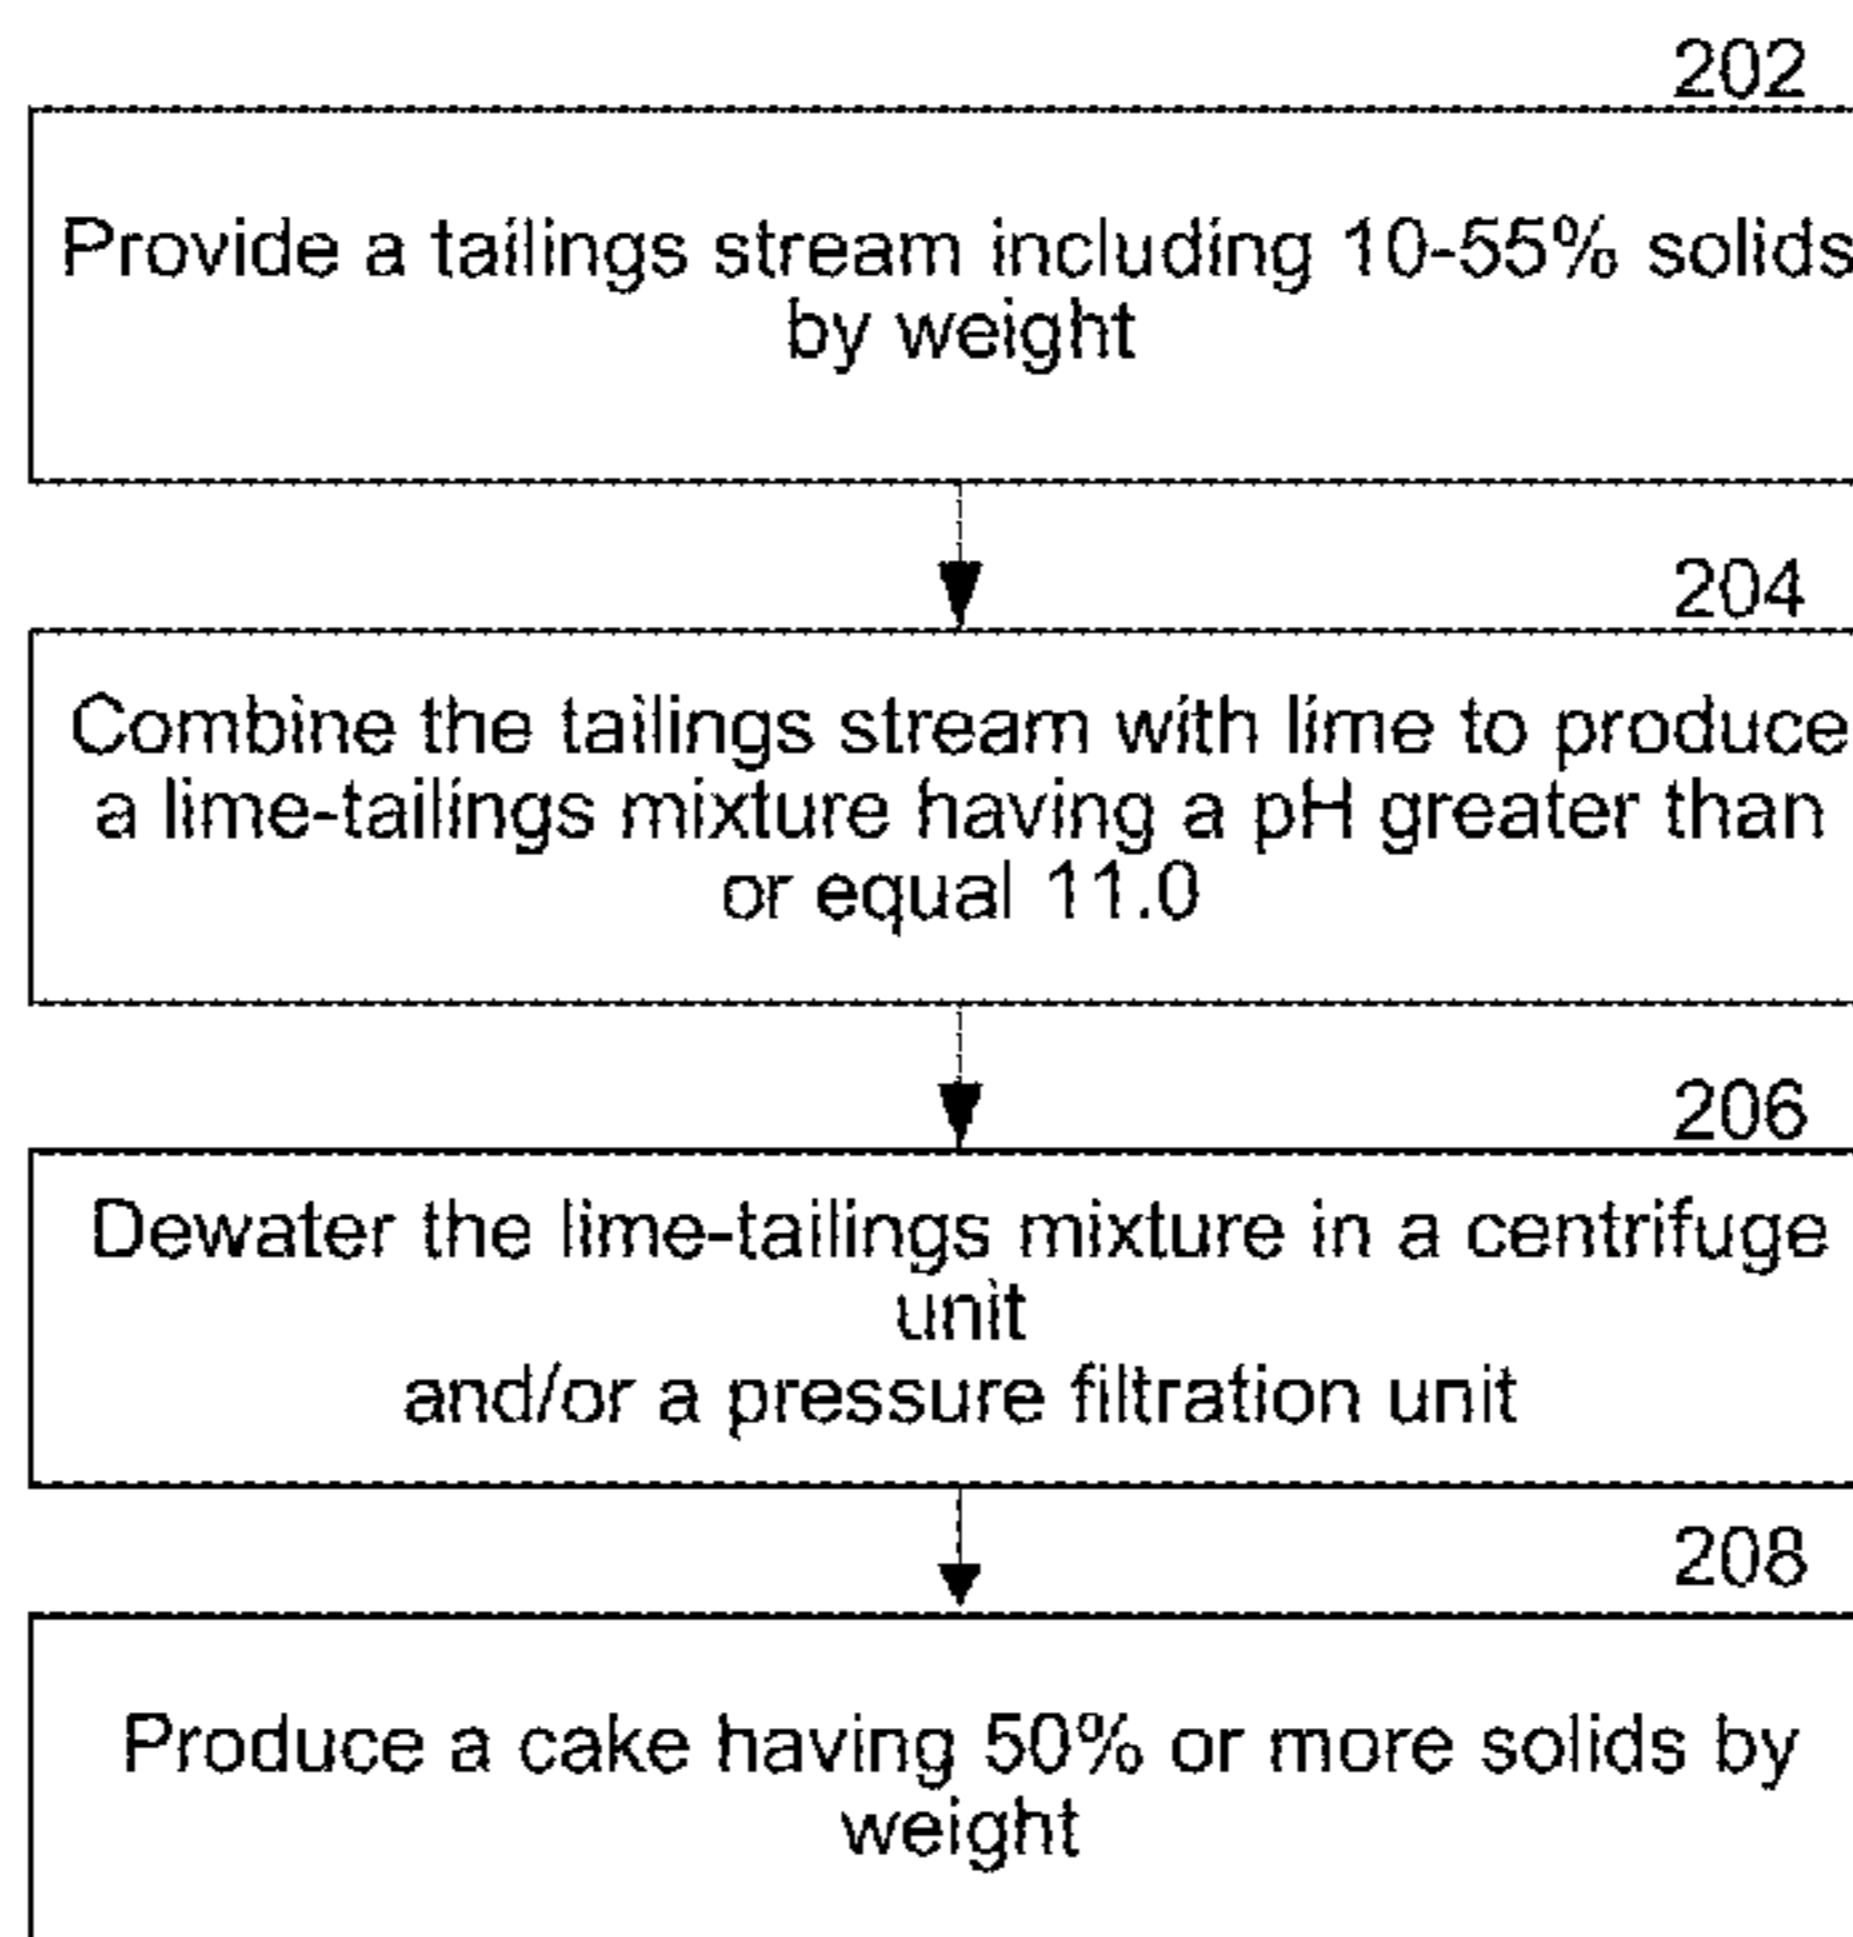 202
Provide a tailings stream including 10-55% solids
by weight
204
Combine the tailings stream with lime to produce
a lime-tailings mixture having a pH greater than
or equal 11.0
206
Dewater the lime-tailings mixture in a centrifuge
unit
and/or a pressure filtration unit
208
Produce a cake having 50% or more solids by
weight